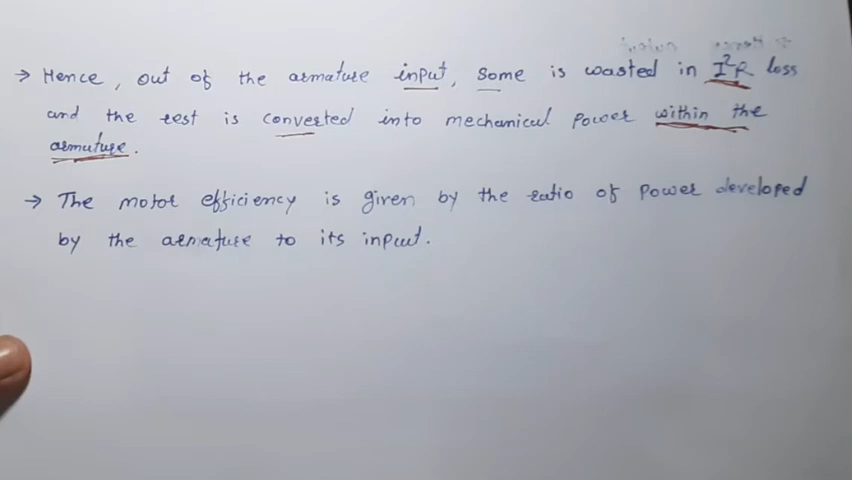 → Hence, out of the armature input, some is wasted in I²R loss
and the rest is converted into mechanical power within the
armature.
→ The motor efficiency is given by the ratio of power developed
by the armature to its input.